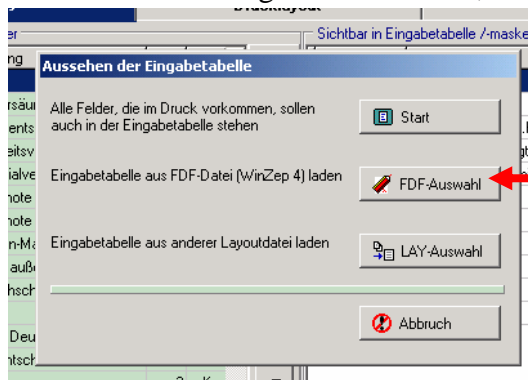 Sichtbar in Eingabetabelle /-maske
Aussehen der Eingabetabelle
Alle Felder, die im Druck vorkommen, sollen
auch in der Eingabetabelle stehen
Start
Eingabetabelle aus FDF-Datei (WinZep 4) laden
FDF-Auswahl
Eingabetabelle aus anderer Layoutdatei laden
LAY-Auswahl
Abbruch